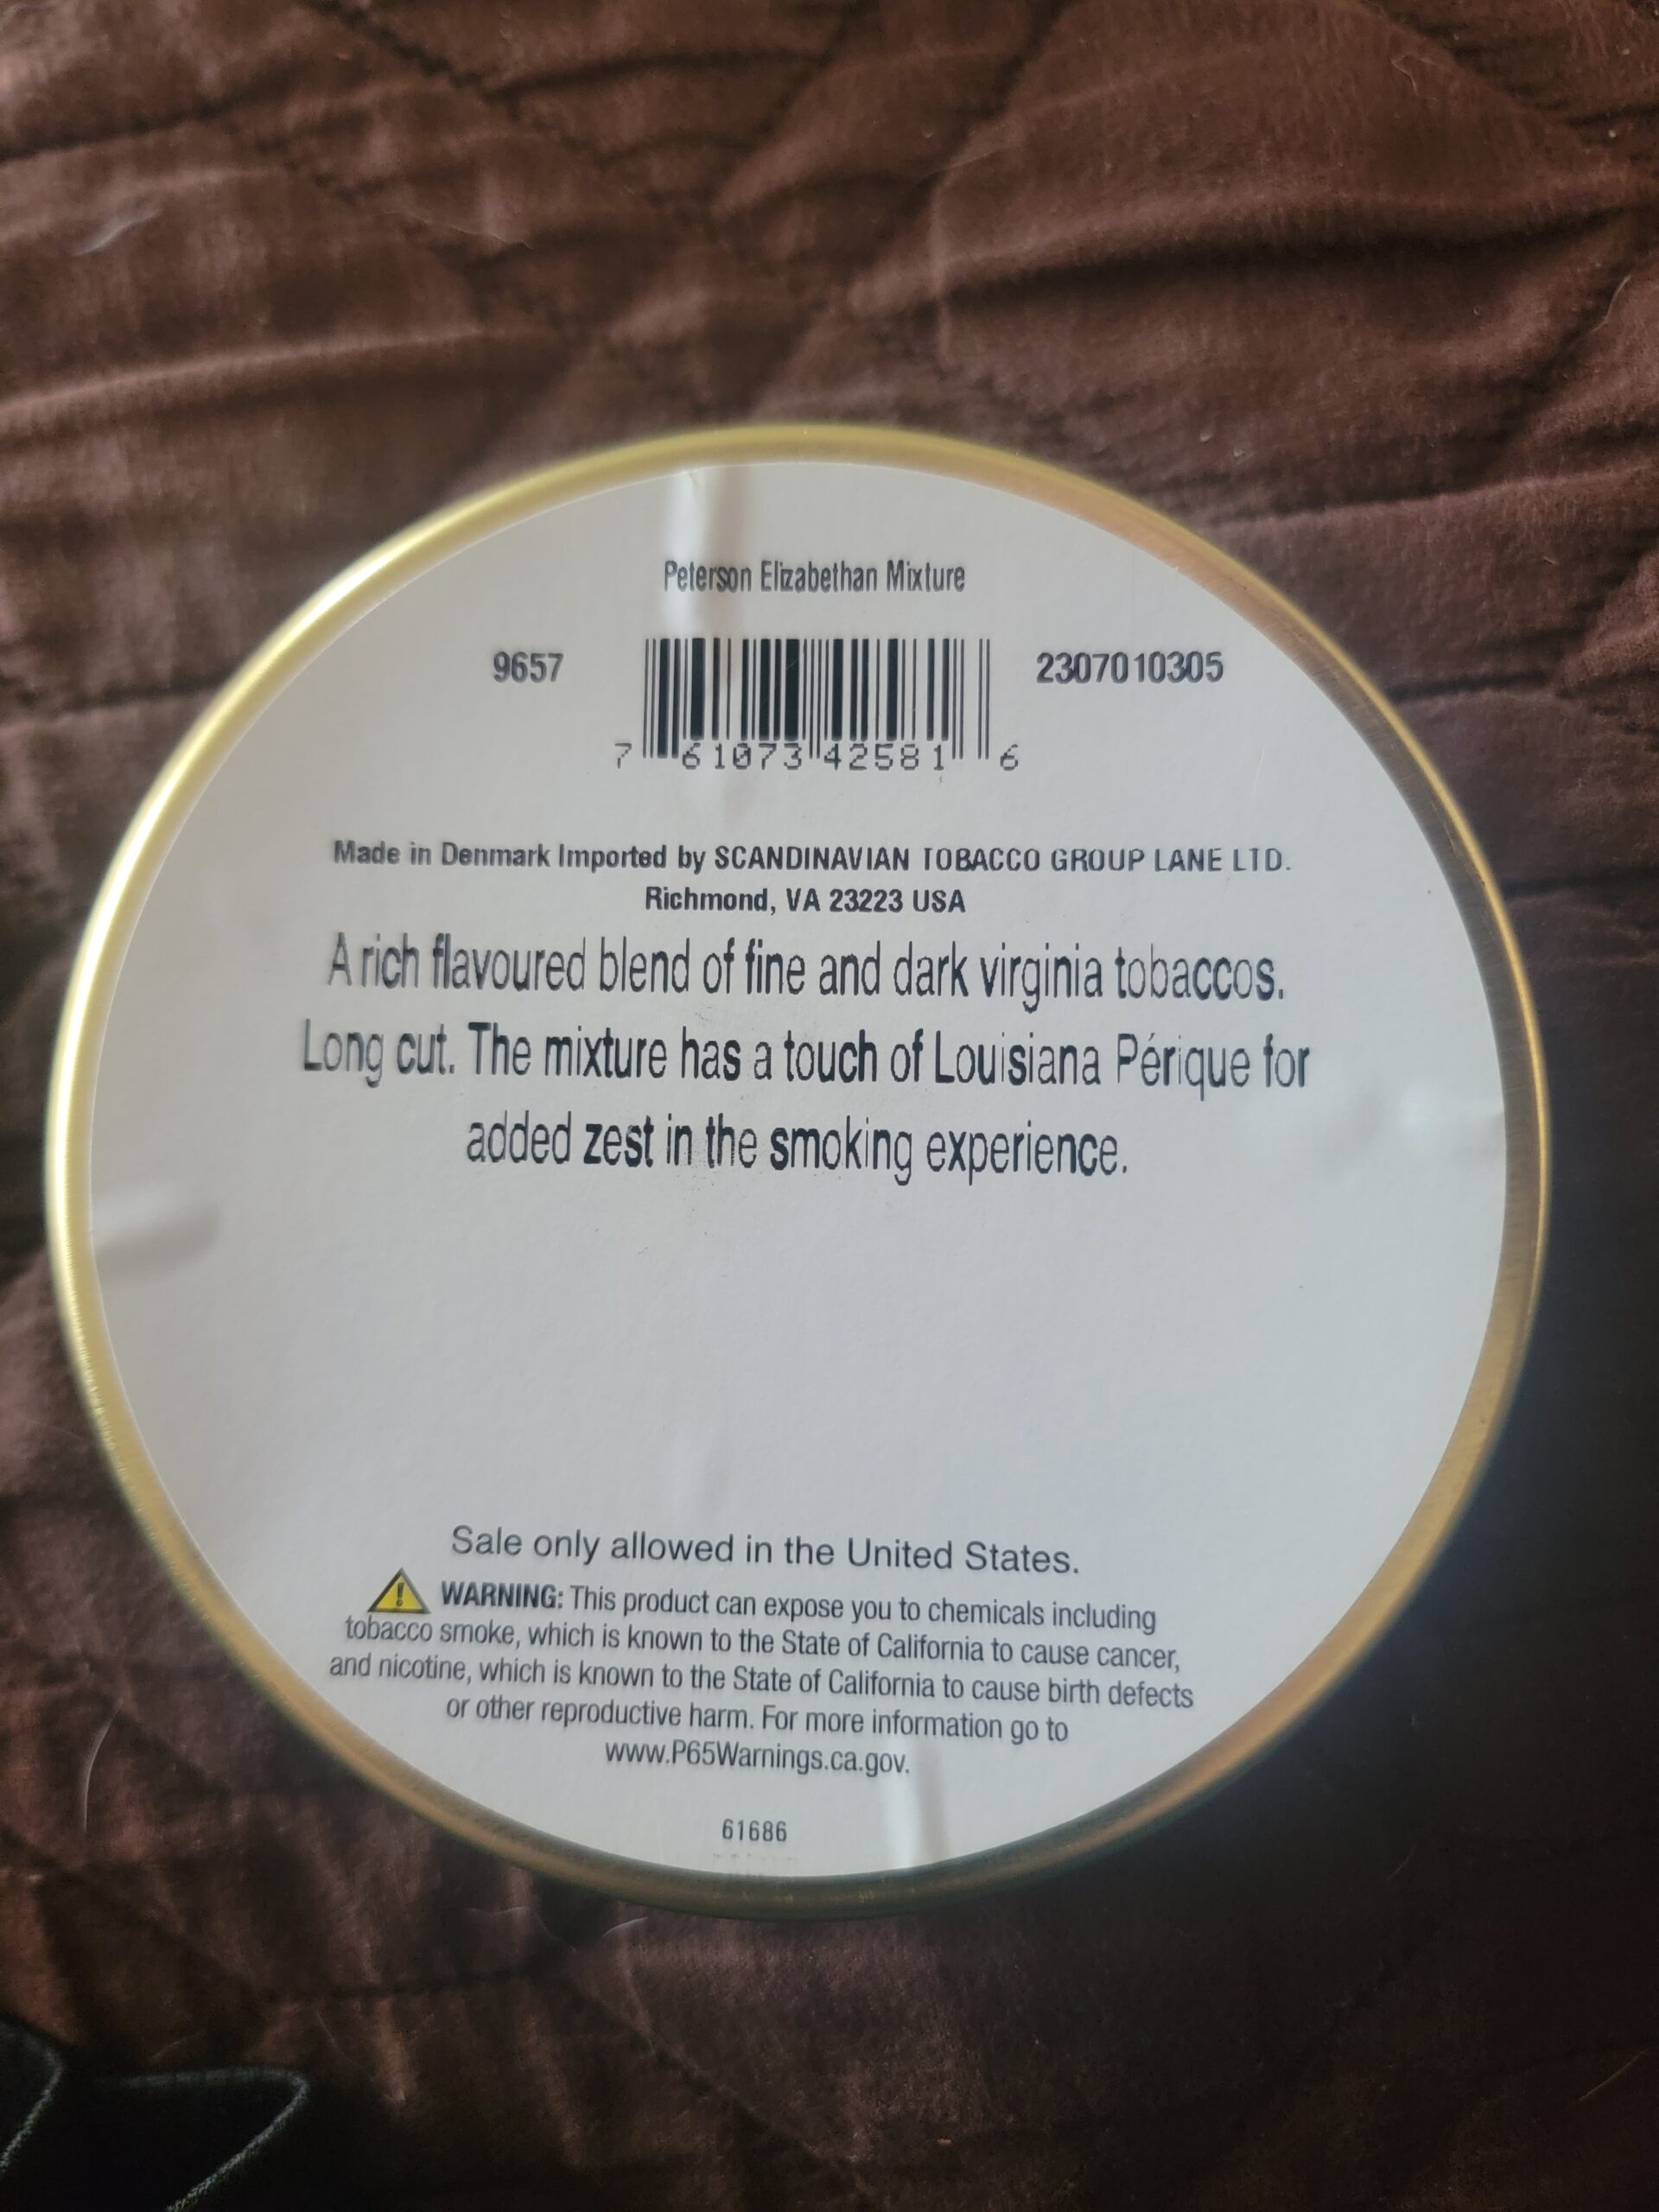 Peterson Elizabethan Mixture
9657
2307010305
7 61073 42581 6
Made in Denmark Imported by SCANDINAVIAN TOBACCO GROUP LANE LTD.
Richmond, VA 23223 USA
A rich flavoured blend of fine and dark virginia tobaccos.
Long cut. The mixture has a touch of Louisiana Périque for
added zest in the smoking experience.
Sale only allowed in the United States.
WARNING: This product can expose you to chemicals including
tobacco smoke, which is known to the State of California to cause cancer,
and nicotine, which is known to the State of California to cause birth defects
or other reproductive harm. For more information go to
www.P65Warnings.ca.gov.
61686